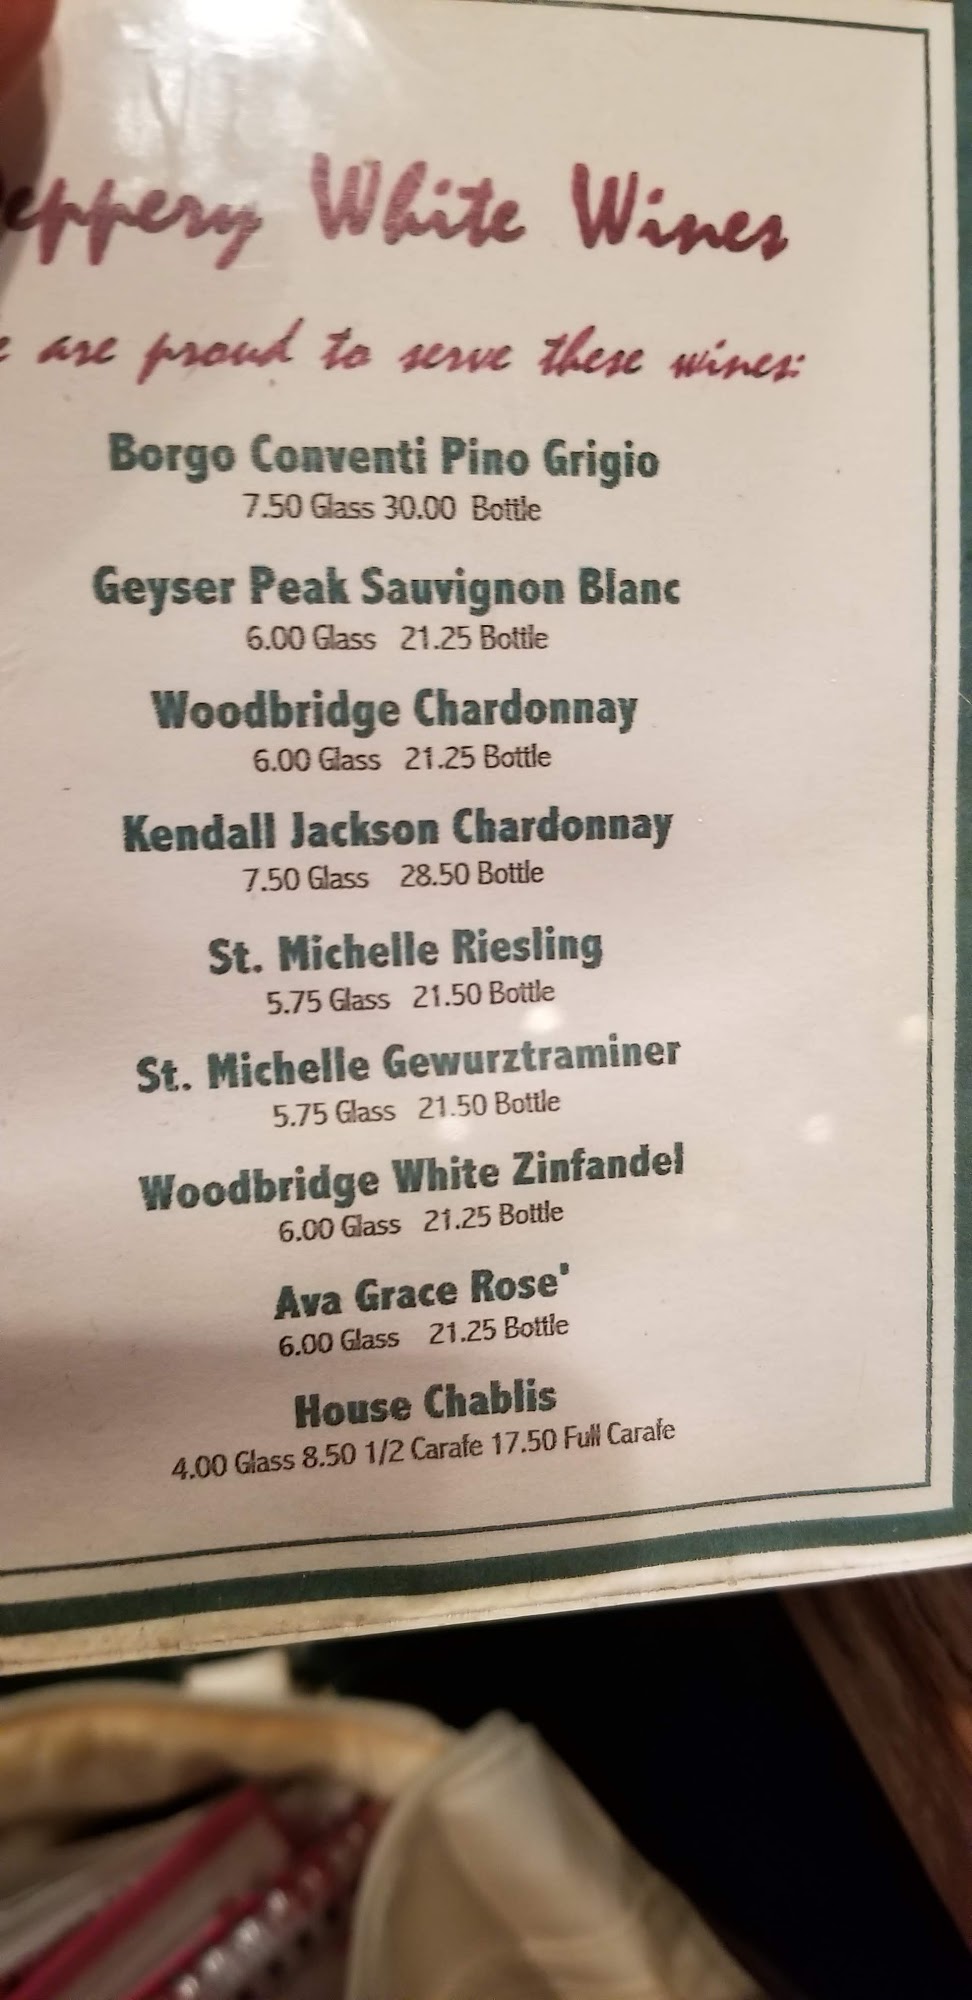 White Wines
are proud to serve these wines:
Borgo Conventi Pino Grigio
7.50 Glass 30.00 Bottle
Geyser Peak Sauvignon Blanc
6.00 Glass 21.25 Bottle
Woodbridge Chardonnay
6.00 Glass 21.25 Bottle
Kendall Jackson Chardonnay
7.50 Glass 28.50 Bottle
St. Michelle Riesling
5.75 Glass 21.50 Bottle
St. Michelle Gewurztraminer
5.75 Glass 21.50 Bottle
Woodbridge White Zinfandel
6.00 Glass 21.25 Bottle
Ava Grace Rose'
6.00 Glass 21.25 Bottle
House Chablis
4.00 Glass 8.50 1/2 Carafe 17.50 Full Carafe